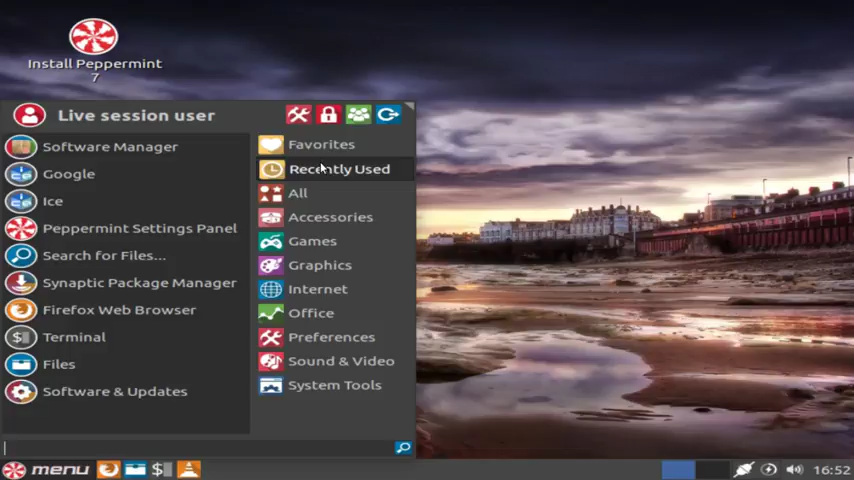 Install Peppermint
7
Live session user
Software Manager
Google
Ice
Peppermint Settings Panel
Search for Files...
Synaptic Package Manager
Firefox Web Browser
Terminal
Files
Software & Updates
Favorites
Recently Used
All
Accessories
Games
Graphics
Internet
Office
Preferences
Sound & Video
System Tools
menu
$
16:52